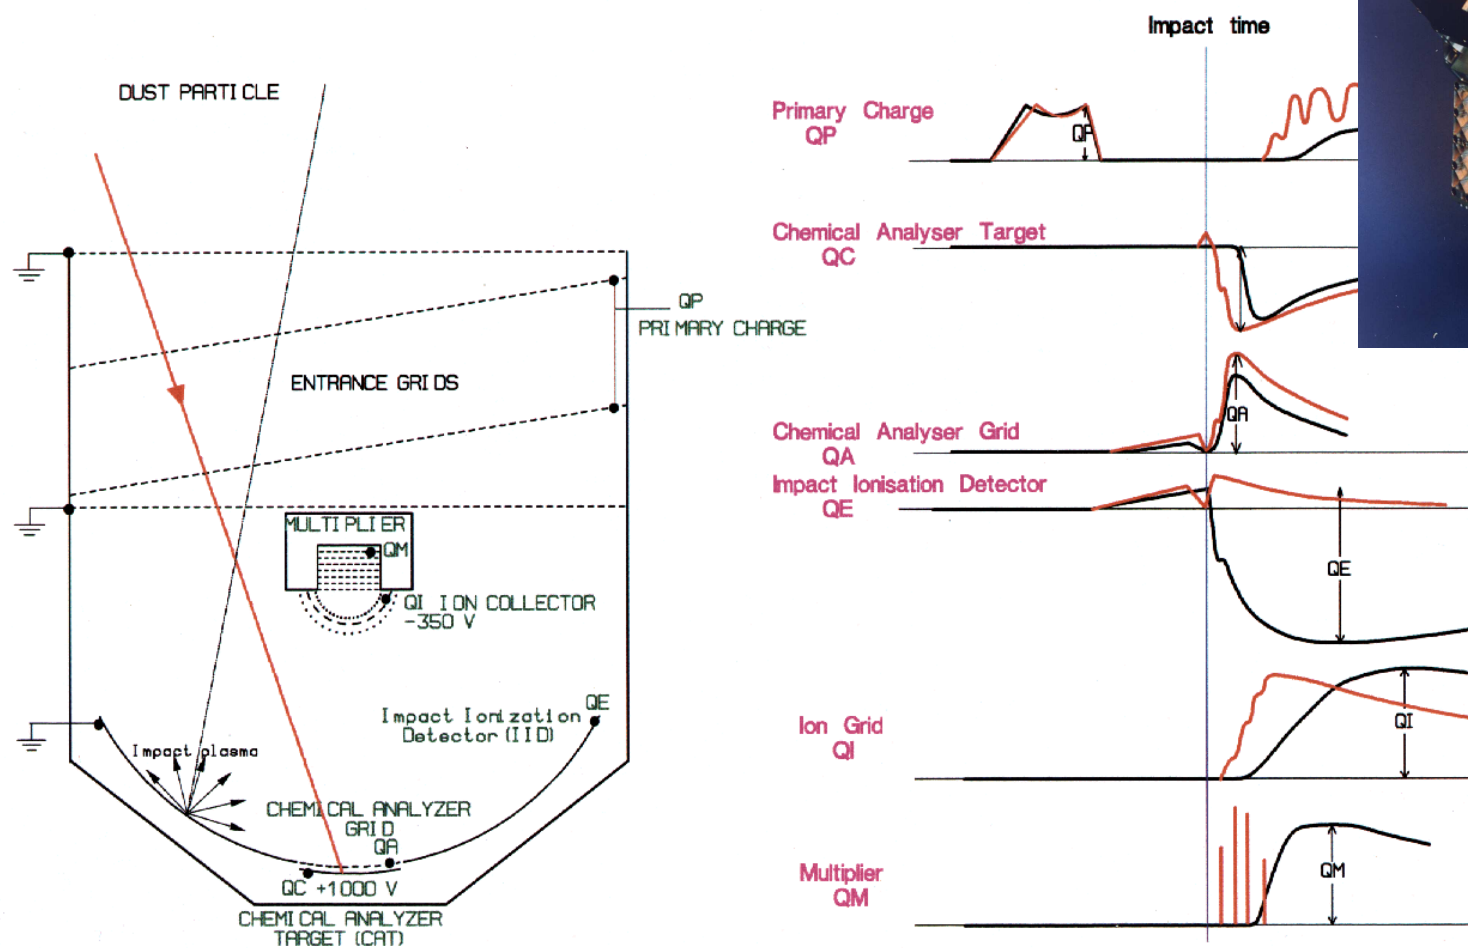 DUST PARTICLE
QP
PRIMARY CHARGE
ENTRANCE GRIDS
MULTIPLIER
QM
QI ION COLLECTOR
-350 V
QE
Impact Ionization
Detector (IID)
Impact plasma
CHEMICAL ANALYZER
GRID
QA
QC +1000 V
CHEMICAL ANALYZER
TARGET (CAT)
Impact time
Primary Charge
QP
QP
Chemical Analyser Target
QC
Chemical Analyser Grid
QA
QA
Impact Ionisation Detector
QE
QE
Ion Grid
QI
QI
Multiplier
QM
QM